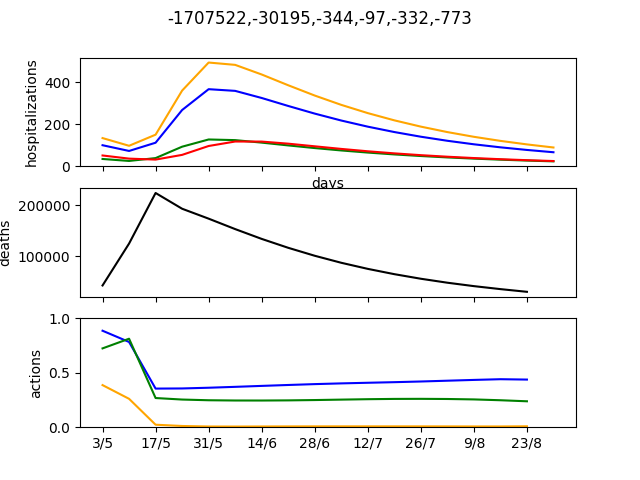 -1707522,-30195,-344,-97,-332,-773
hospitalizations
400
200
0
days
deaths
200000
100000
actions
1.0
0.5
0.0
3/5 17/5 31/5 14/6 28/6 12/7 26/7 9/8 23/8